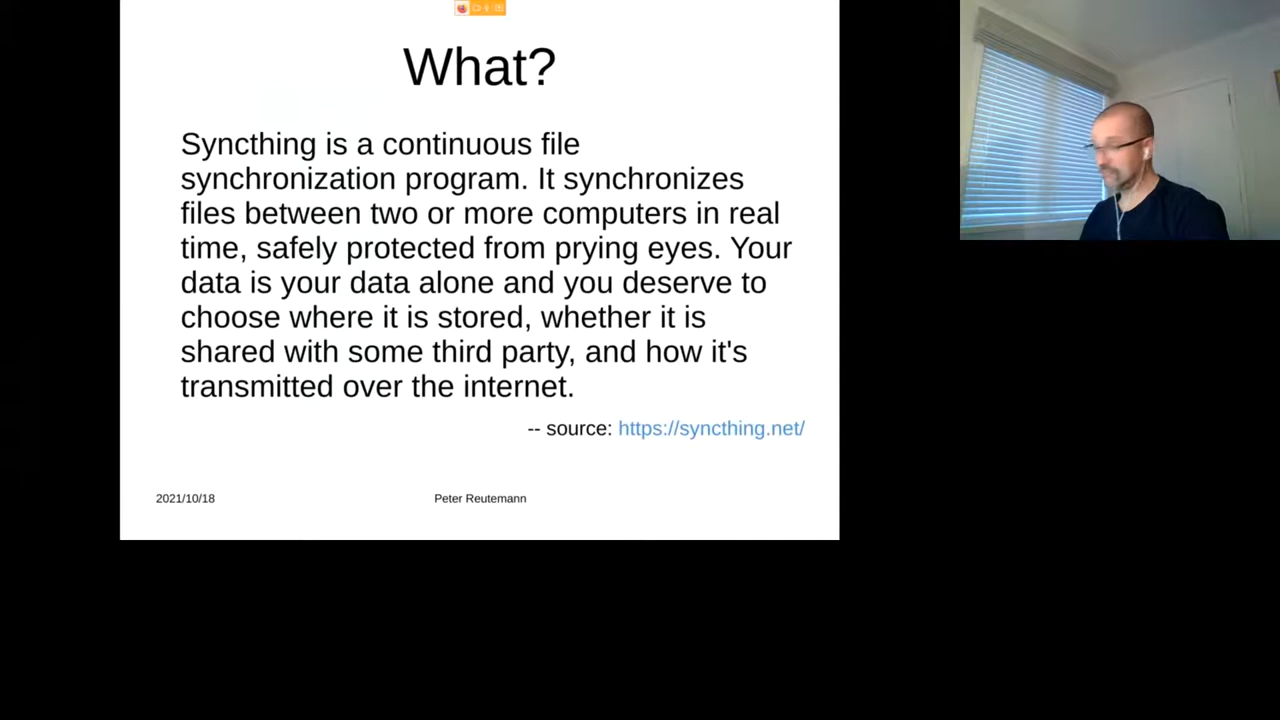 What?
Syncthing is a continuous file
synchronization program. It synchronizes
files between two or more computers in real
time, safely protected from prying eyes. Your
data is your data alone and you deserve to
choose where it is stored, whether it is
shared with some third party, and how it's
transmitted over the internet.
-- source: https://syncthing.net/
2021/10/18
Peter Reutemann